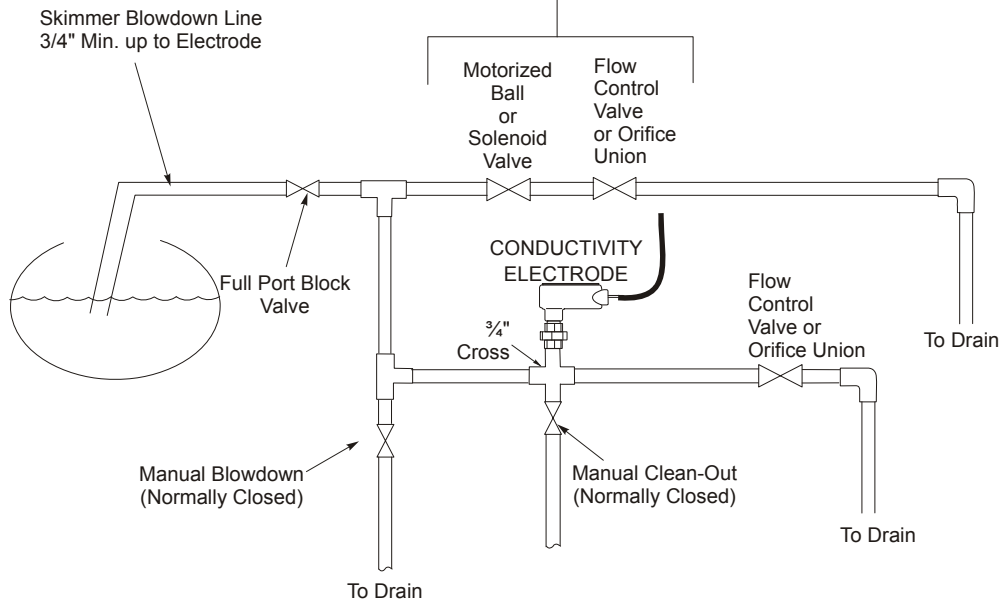 Skimmer Blowdown Line
3/4" Min. up to Electrode
Motorized
Ball
or
Solenoid
Valve
Flow
Control
Valve
or Orifice
Union
Full Port Block
Valve
CONDUCTIVITY
ELECTRODE
¾"
Cross
Flow
Control
Valve or
Orifice Union
To Drain
Manual Blowdown
(Normally Closed)
Manual Clean-Out
(Normally Closed)
To Drain
To Drain